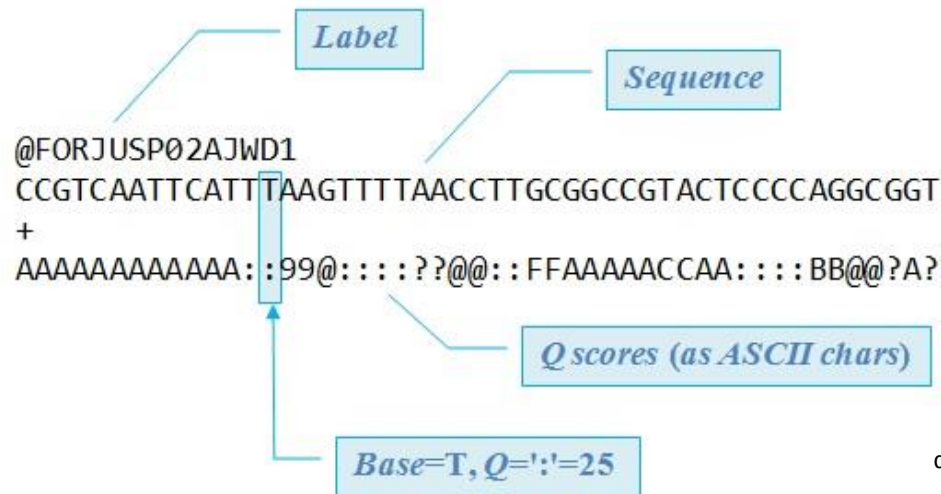 Label
Sequence
@FORJUSP02AJWD1
CCGTCAATTCATTTAAGTTTTAACCTTGCGGCCGTACTCCCCAGGCGGT
+
AAAAAAAAAAAA::99@::::??@@::FFAAAAACCAA::::BB@@?A?
Q scores (as ASCII chars)
Base=T, Q=':'=25